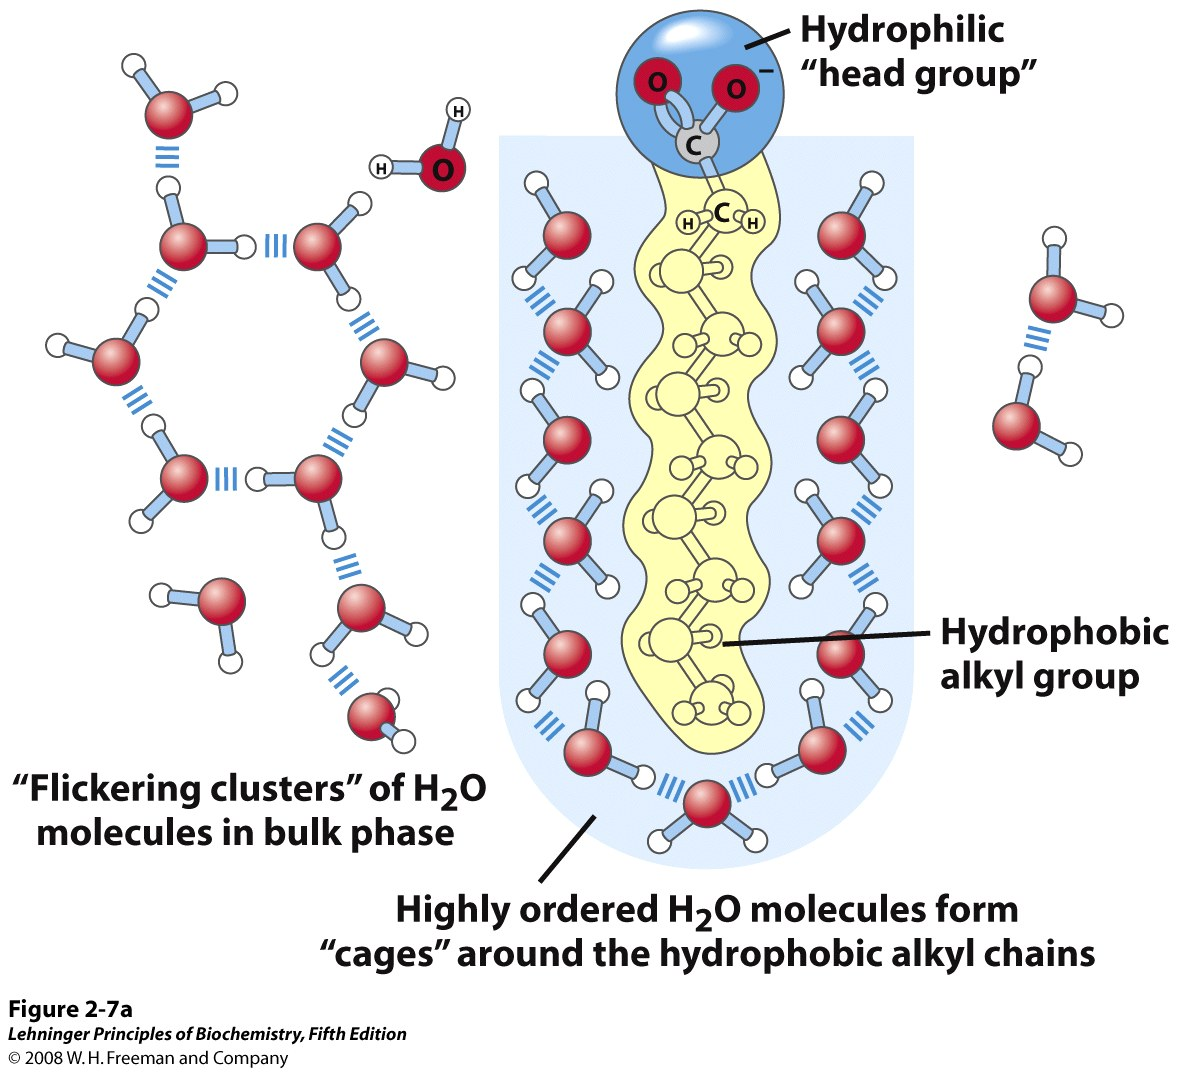 Hydrophilic
“head group”
O
O
–
C
H
H
O
C
H
H
Hydrophobic
alkyl group
“Flickering clusters” of H₂O
molecules in bulk phase
Highly ordered H₂O molecules form
“cages” around the hydrophobic alkyl chains
Figure 2-7a
Lehninger Principles of Biochemistry, Fifth Edition
© 2008 W. H. Freeman and Company